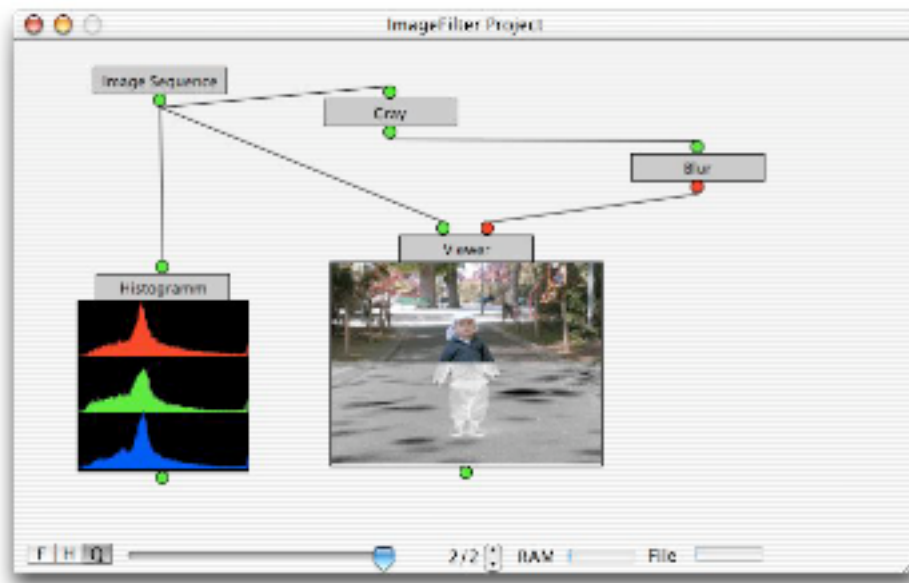 ImageFilter Project
Image Sequence
Gray
Blur
Viewer
Histogramm
F H Q 2/2 RAM File